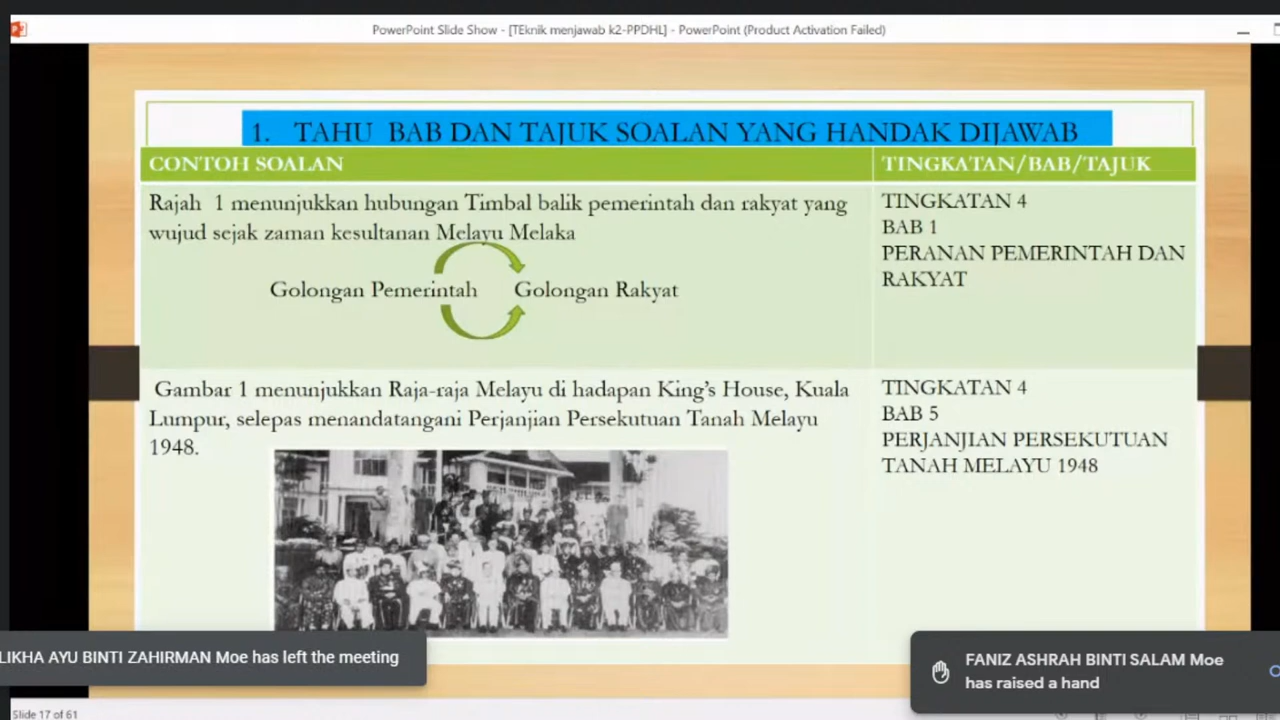 PowerPoint Slide Show - [TEknik menjawab k2-PPDHL] - PowerPoint (Product Activation Failed)
1. TAHU BAB DAN TAJUK SOALAN YANG HANDAK DIJAWAB
CONTOH SOALAN
TINGKATAN/BAB/TAJUK
Rajah 1 menunjukkan hubungan Timbal balik pemerintah dan rakyat yang
wujud sejak zaman kesultanan Melayu Melaka
Golongan Pemerintah
Golongan Rakyat
TINGKATAN 4
BAB 1
PERANAN PEMERINTAH DAN
RAKYAT
Gambar 1 menunjukkan Raja-raja Melayu di hadapan King's House, Kuala
Lumpur, selepas menandatangani Perjanjian Persekutuan Tanah Melayu
1948.
TINGKATAN 4
BAB 5
PERJANJIAN PERSEKUTUAN
TANAH MELAYU 1948
LIKHA AYU BINTI ZAHIRMAN Moe has left the meeting
FANIZ ASHRAH BINTI SALAM Moe
has raised a hand
Slide 17 of 61